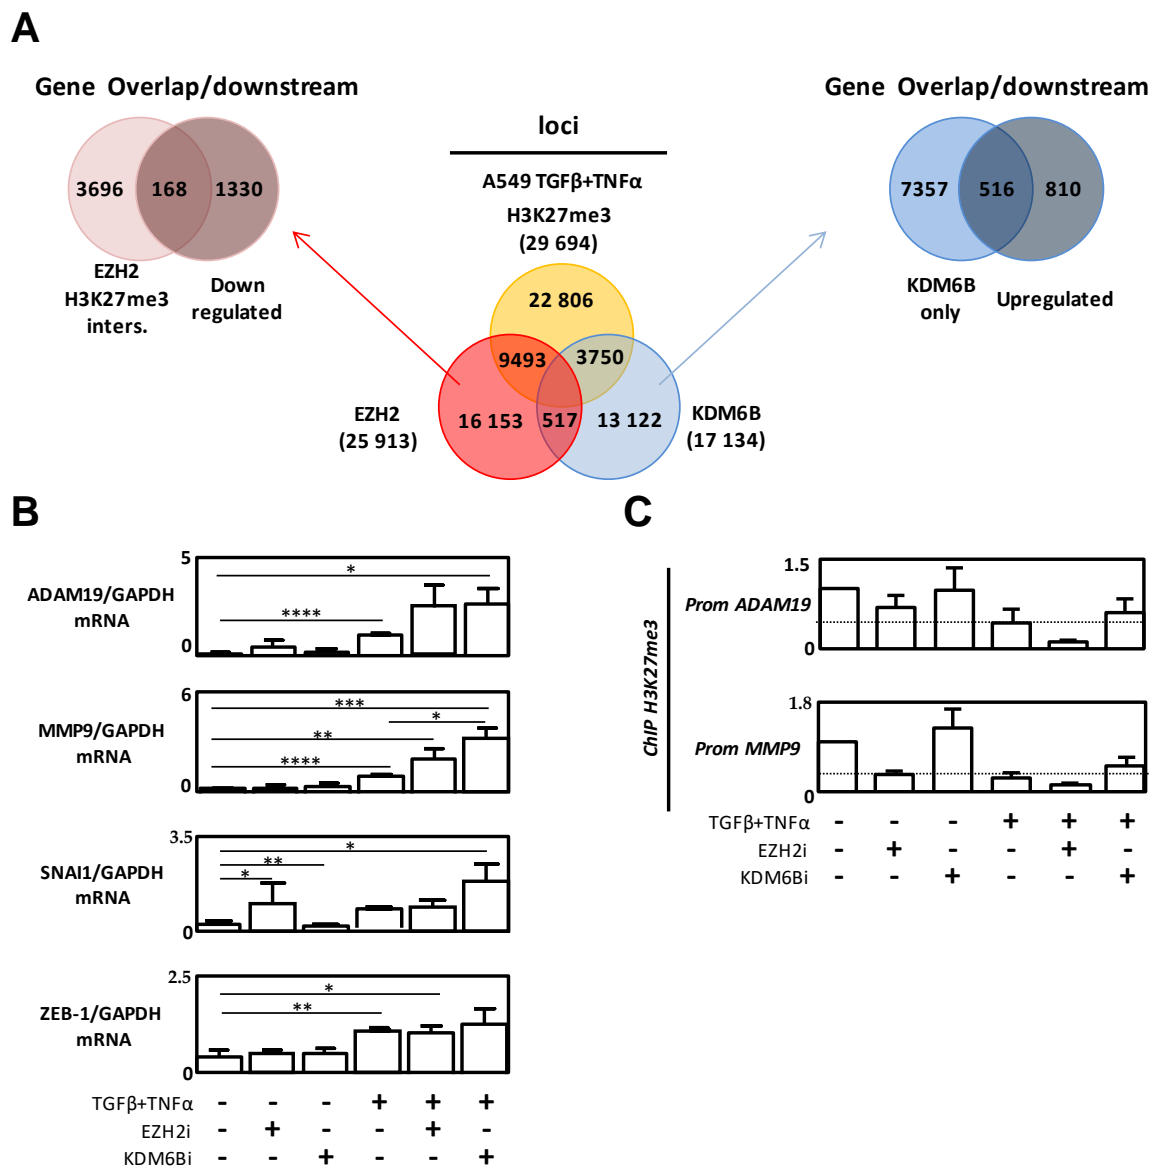 A
Gene Overlap/downstream
3696 168 1330
EZH2
H3K27me3
inters.
Down
regulated
loci
A549 TGFβ+TNFα
H3K27me3
(29 694)
22 806
9493 3750
16 153 517 13 122
EZH2
(25 913)
KDM6B
(17 134)
Gene Overlap/downstream
7357 516 810
KDM6B
only
Upregulated
B
ADAM19/GAPDH
mRNA
5
0
*
****
MMP9/GAPDH
mRNA
6
0
***
*
**
****
SNAI1/GAPDH
mRNA
3.5
0
*
**
*
ZEB-1/GAPDH
mRNA
2.5
0
*
**
TGFβ+TNFα - - - + + +
EZH2i - + - - + -
KDM6Bi - - + - - +
C
ChIP H3K27me3
Prom ADAM19
1.5
0
Prom MMP9
1.8
0
TGFβ+TNFα - - - + + +
EZH2i - + - - + -
KDM6Bi - - + - - +